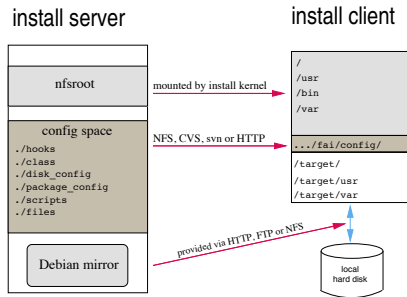 install server
install client
nfsroot
mounted by install kernel
/
/usr
/bin
/var
config space
./hooks
./class
./disk_config
./package_config
./scripts
./files
NFS, CVS, svn or HTTP
.../fai/config/
/target/
/target/usr
/target/var
provided via HTTP, FTP or NFS
Debian mirror
local
hard disk